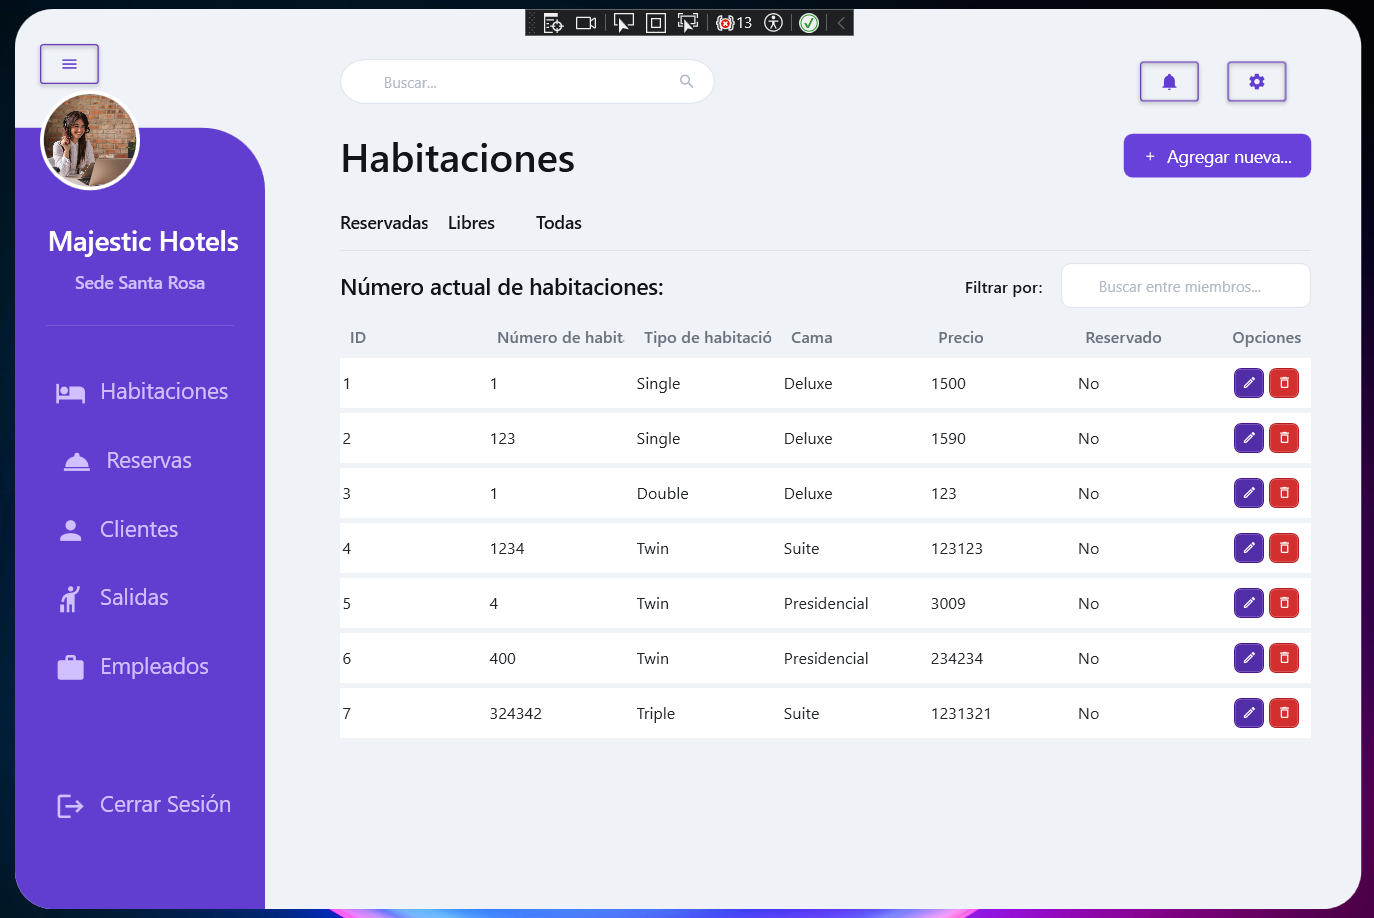 13
Buscar...
Habitaciones
+ Agregar nueva...
Majestic Hotels
Sede Santa Rosa
Habitaciones
Reservas
Clientes
Salidas
Empleados
Cerrar Sesión
Reservadas Libres Todas
Número actual de habitaciones:
Filtrar por: Buscar entre miembros...
ID Número de habit Tipo de habitació Cama Precio Reservado Opciones
1 1 Single Deluxe 1500 No
2 123 Single Deluxe 1590 No
3 1 Double Deluxe 123 No
4 1234 Twin Suite 123123 No
5 4 Twin Presidencial 3009 No
6 400 Twin Presidencial 234234 No
7 324342 Triple Suite 1231321 No